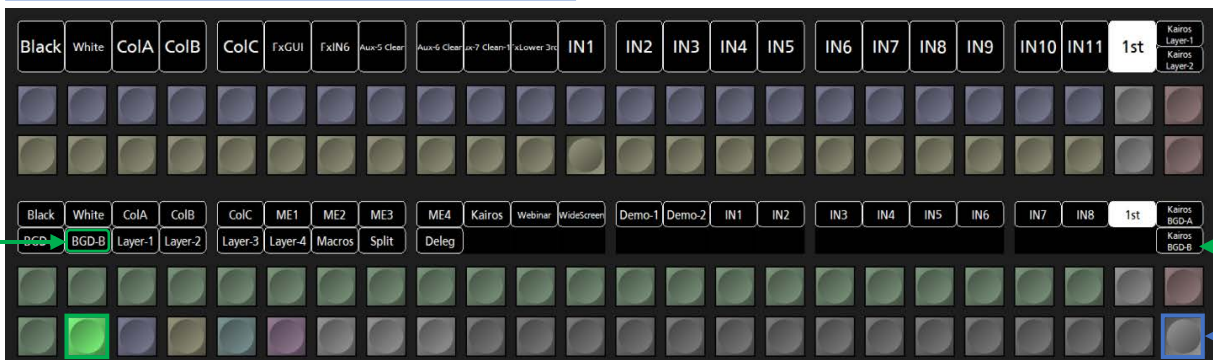 Black White ColA ColB ColC FxGUI FxIN6 Aux-5 Clear Aux-6 Clear ux-7 Clean-1 xLower 3rd IN1 IN2 IN3 IN4 IN5 IN6 IN7 IN8 IN9 IN10 IN11 1st Kairos Layer-1
Kairos Layer-2
Black White ColA ColB ColC ME1 ME2 ME3 ME4 Kairos Webinar WideScreen Demo-1 Demo-2 IN1 IN2 IN3 IN4 IN5 IN6 IN7 IN8 1st Kairos BGD-A
BGD- BGD-B Layer-1 Layer-2 Layer-3 Layer-4 Macros Split Deleg Kairos BGD-B